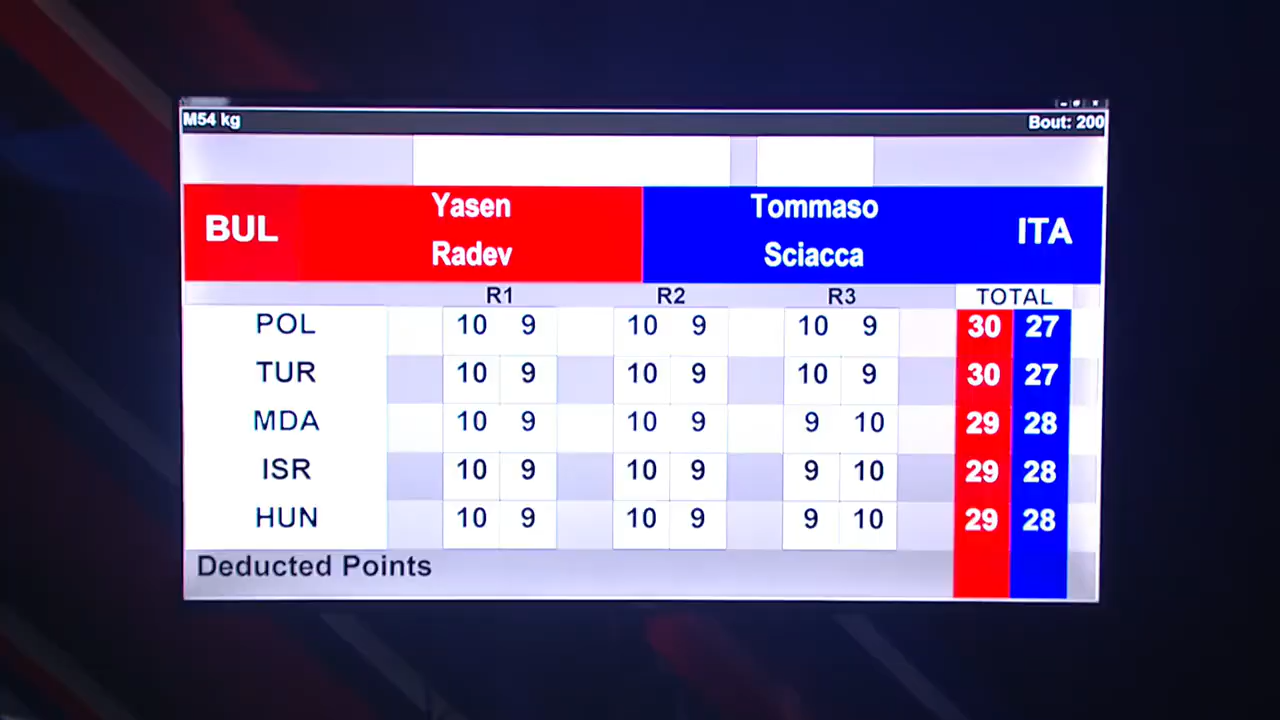 M54 kg Bout: 200
BUL Yasen Radev Tommaso Sciacca ITA
R1 R2 R3 TOTAL
POL 10 9 10 9 10 9 30 27
TUR 10 9 10 9 10 9 30 27
MDA 10 9 10 9 9 10 29 28
ISR 10 9 10 9 9 10 29 28
HUN 10 9 10 9 9 10 29 28
Deducted Points